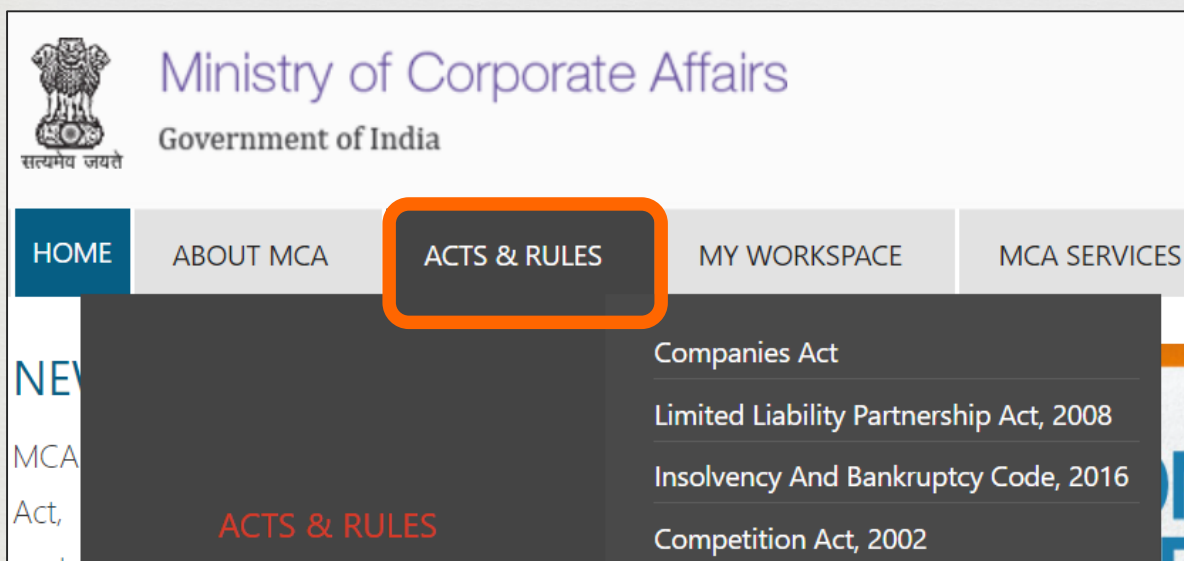 Ministry of Corporate Affairs
Government of India
सत्यमेव जयते
HOME ABOUT MCA ACTS & RULES MY WORKSPACE MCA SERVICES
Companies Act
Limited Liability Partnership Act, 2008
Insolvency And Bankruptcy Code, 2016
Competition Act, 2002
ACTS & RULES
MCA
Act,